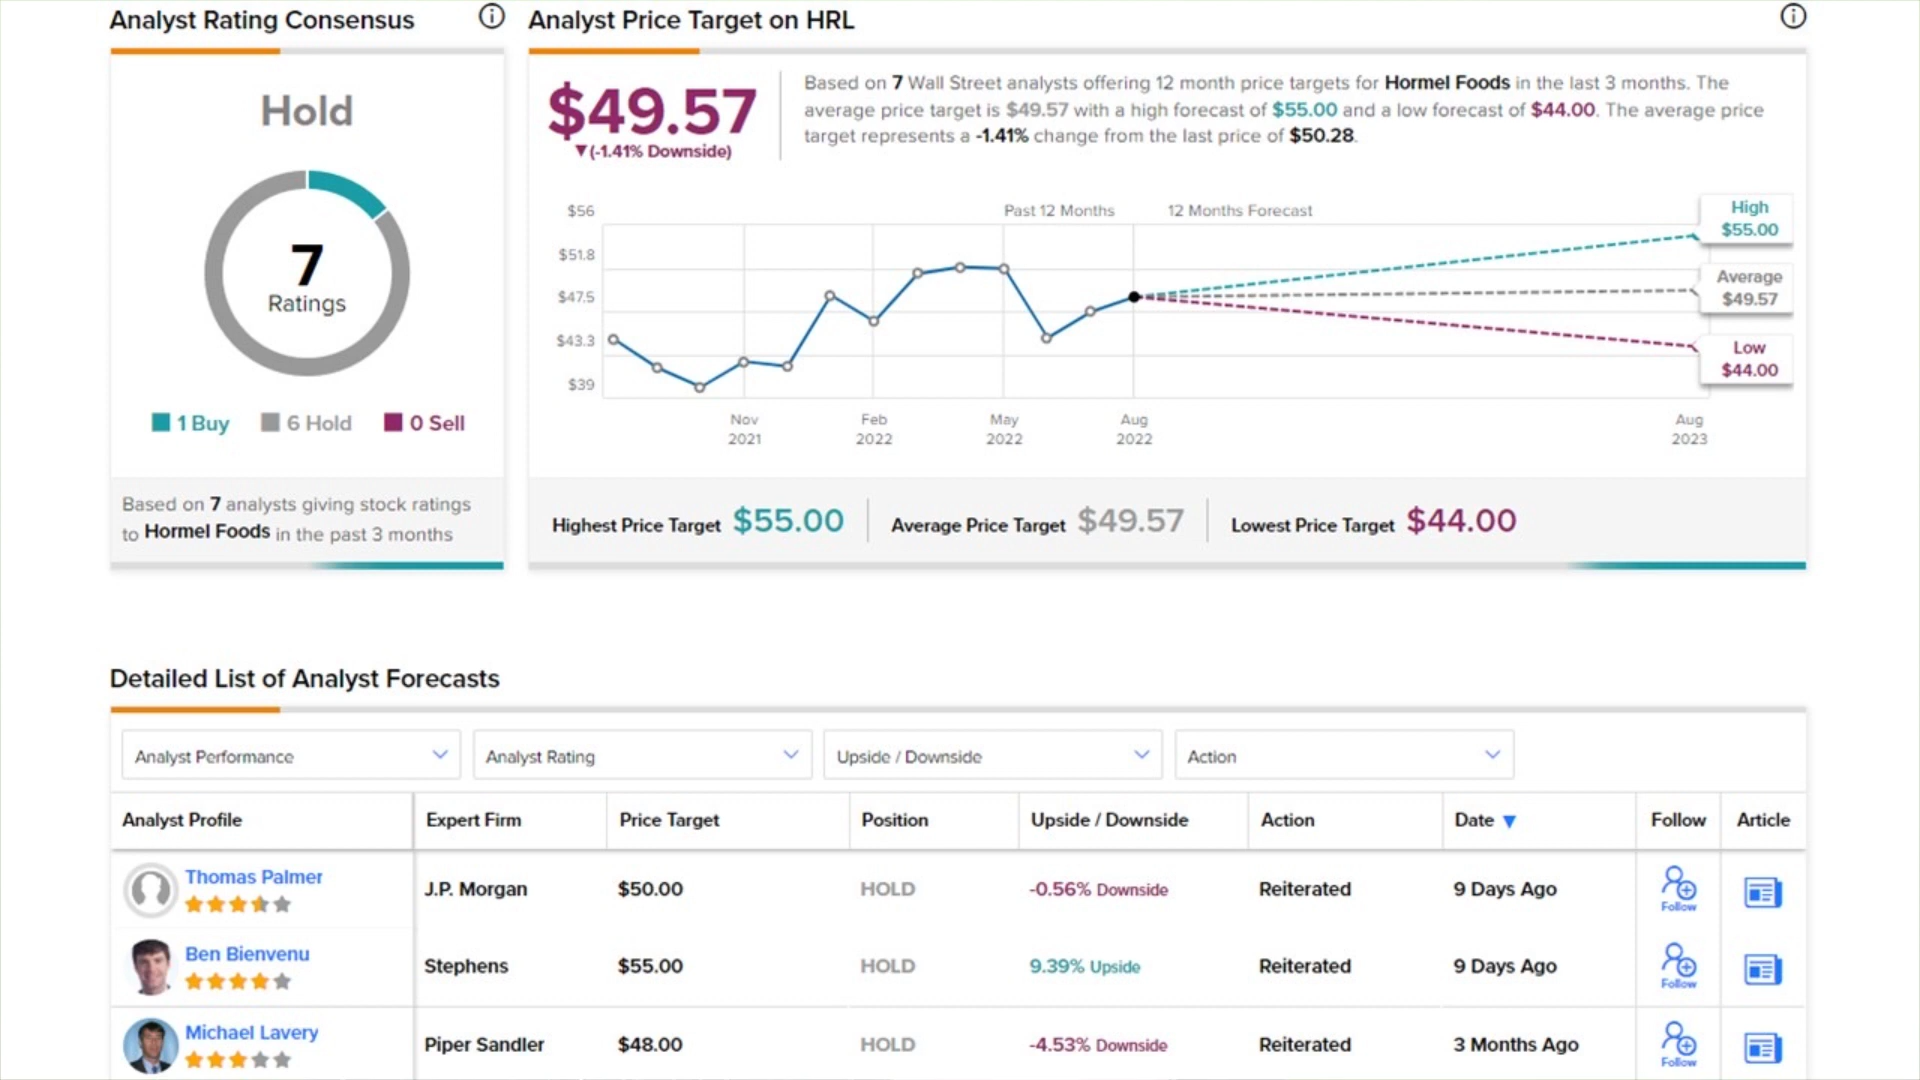 Analyst Rating Consensus
Hold
7
Ratings
1 Buy 6 Hold 0 Sell
Based on 7 analysts giving stock ratings
to Hormel Foods in the past 3 months
Analyst Price Target on HRL
$49.57
▼(-1.41% Downside)
Based on 7 Wall Street analysts offering 12 month price targets for Hormel Foods in the last 3 months. The
average price target is $49.57 with a high forecast of $55.00 and a low forecast of $44.00. The average price
target represents a -1.41% change from the last price of $50.28.
Past 12 Months 12 Months Forecast
$56
$51.8
$47.5
$43.3
$39
High
$55.00
Average
$49.57
Low
$44.00
Nov Feb May Aug Aug
2021 2022 2022 2022 2023
Highest Price Target $55.00 Average Price Target $49.57 Lowest Price Target $44.00
Detailed List of Analyst Forecasts
Analyst Performance Analyst Rating Upside / Downside Action
Analyst Profile Expert Firm Price Target Position Upside / Downside Action Date ▼ Follow Article
Thomas Palmer J.P. Morgan $50.00 HOLD -0.56% Downside Reiterated 9 Days Ago Follow
Ben Bienvenu Stephens $55.00 HOLD 9.39% Upside Reiterated 9 Days Ago Follow
Michael Lavery Piper Sandler $48.00 HOLD -4.53% Downside Reiterated 3 Months Ago Follow